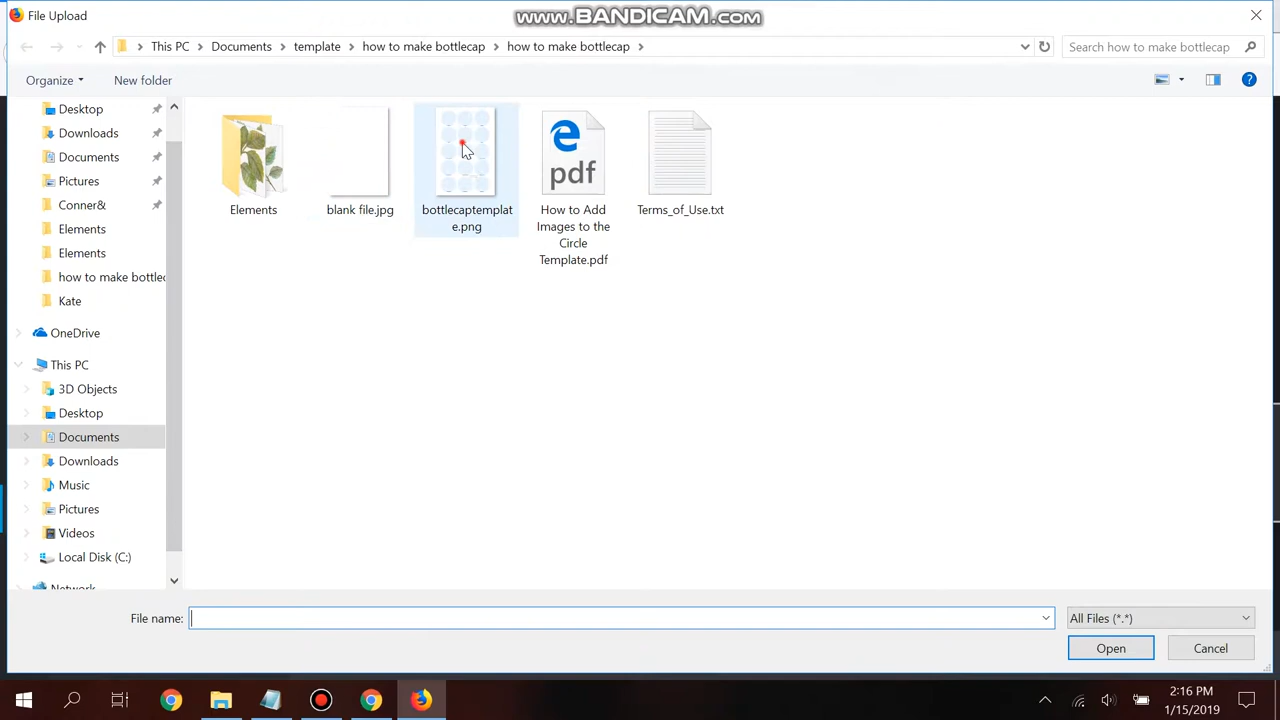 File Upload
www.BANDICAM.com
This PC
Documents
template
how to make bottlecap
how to make bottlecap
Search how to make bottlecap
Organize
New folder
Desktop
Downloads
Documents
Pictures
Conner&
Elements
Elements
how to make bottlec
Kate
OneDrive
This PC
3D Objects
Desktop
Documents
Downloads
Music
Pictures
Videos
Local Disk (C:)
Network
Elements
blank file.jpg
bottlecaptemplat
e.png
pdf
How to Add
Images to the
Circle
Template.pdf
Terms_of_Use.txt
File name:
All Files (*.*)
Open
Cancel
2:16 PM
1/15/2019